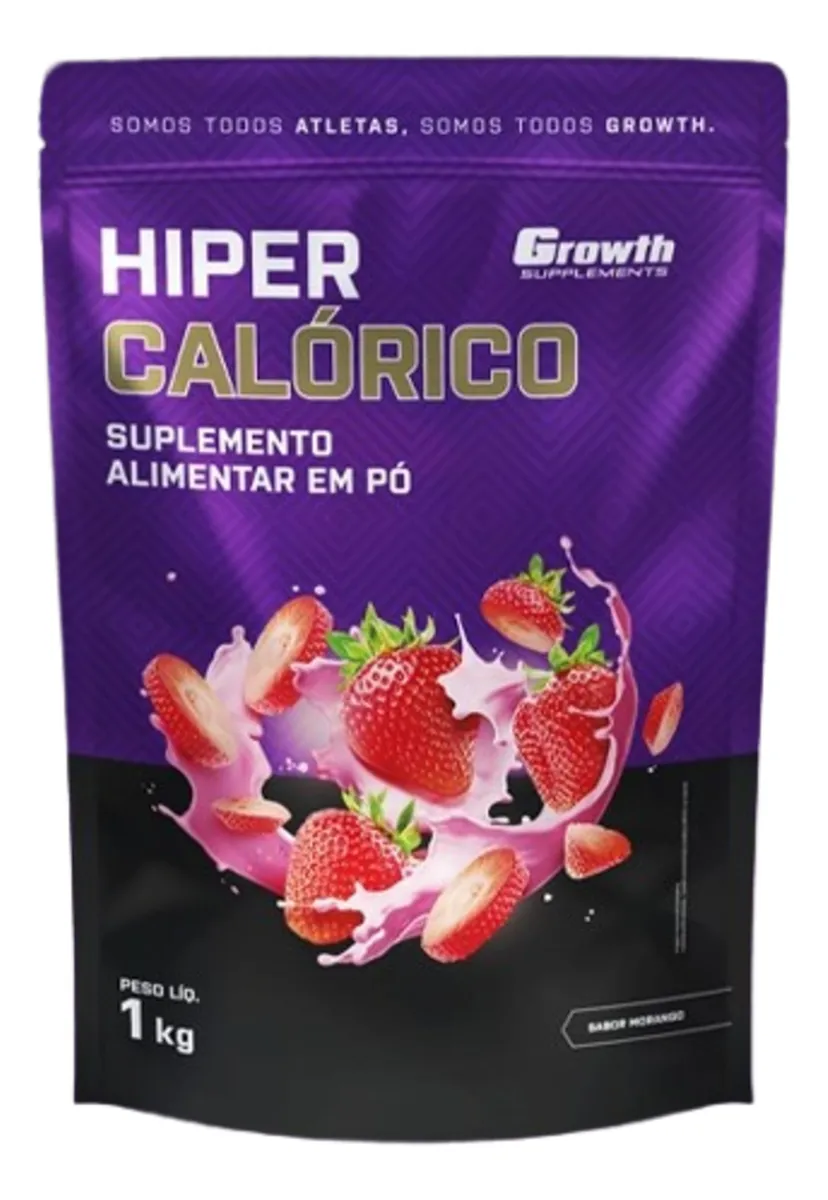 SOMOS TODOS ATLETAS, SOMOS TODOS GROWTH.
HIPER
CALÓRICO
Growth
SUPPLEMENTS
SUPLEMENTO
ALIMENTAR EM PÓ
PESO LÍQ.
1 kg
SABOR MORANGO